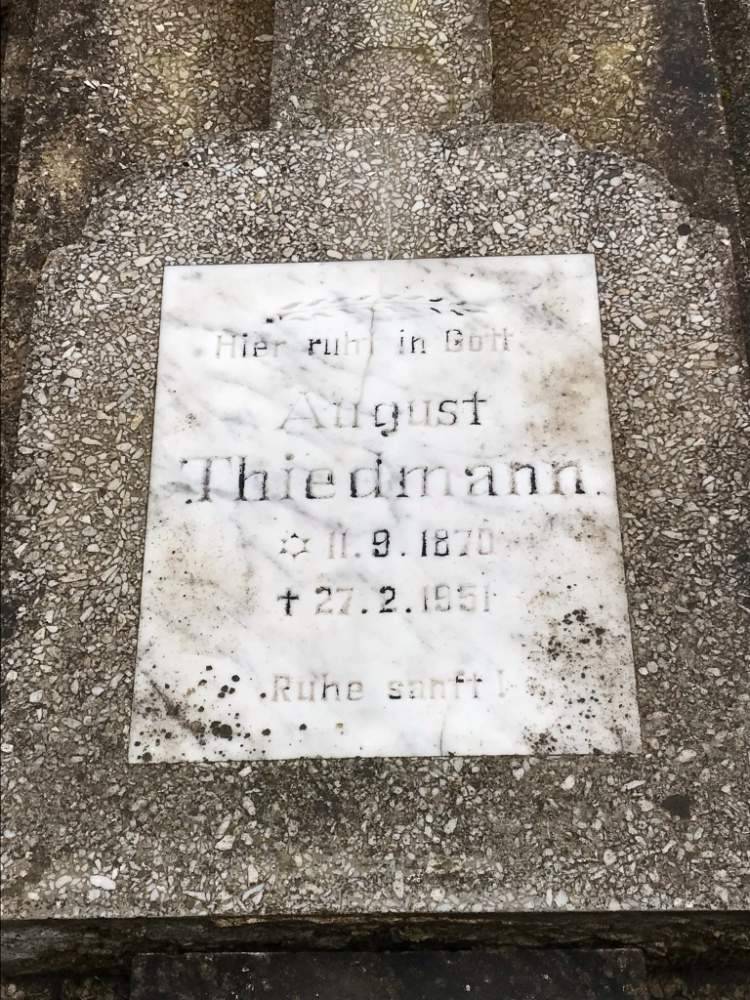 Hier ruht in Gott
August
Thiedmann.
✡ 11.9.1870
✝ 27.2.1951
Ruhe sanft!